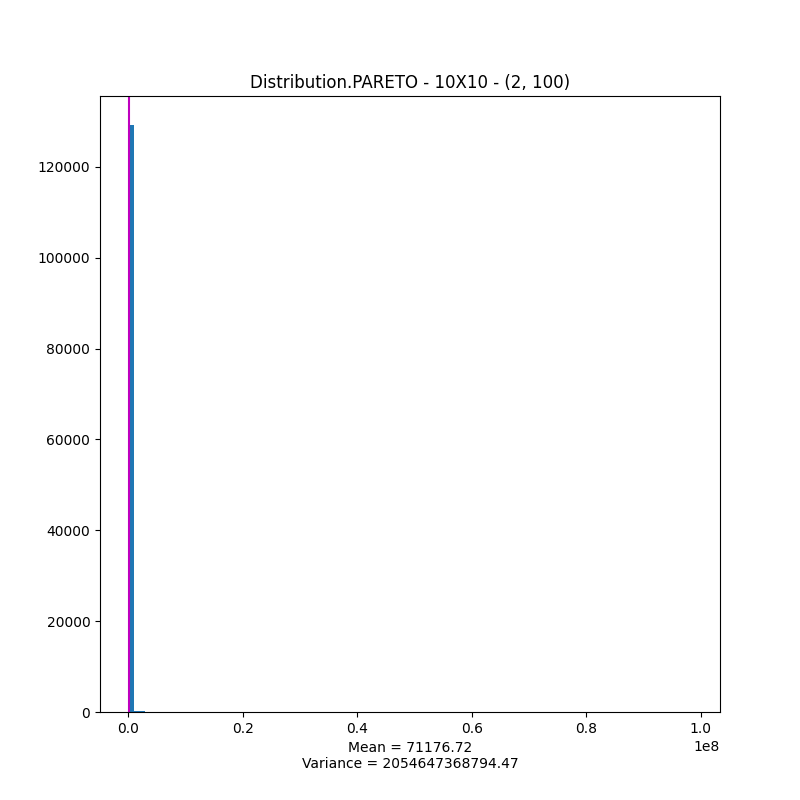 Distribution.PARETO - 10X10 - (2, 100)
120000
100000
80000
60000
40000
20000
0
0.0 0.2 0.4 0.6 0.8 1.0
1e8
Mean = 71176.72
Variance = 2054647368794.47